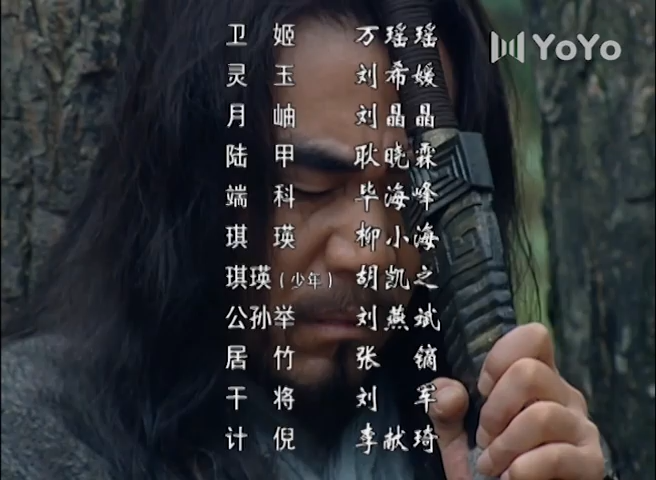 YOYO
卫姬 万瑶瑶
灵玉 刘希媛
月岫 刘晶晶
陆甲 耿晓霖
端科 毕海峰
琪瑛 柳小海
琪瑛(少年) 胡凯之
公孙举 刘燕斌
居竹 张镝
干将 刘军
计倪 李献琦